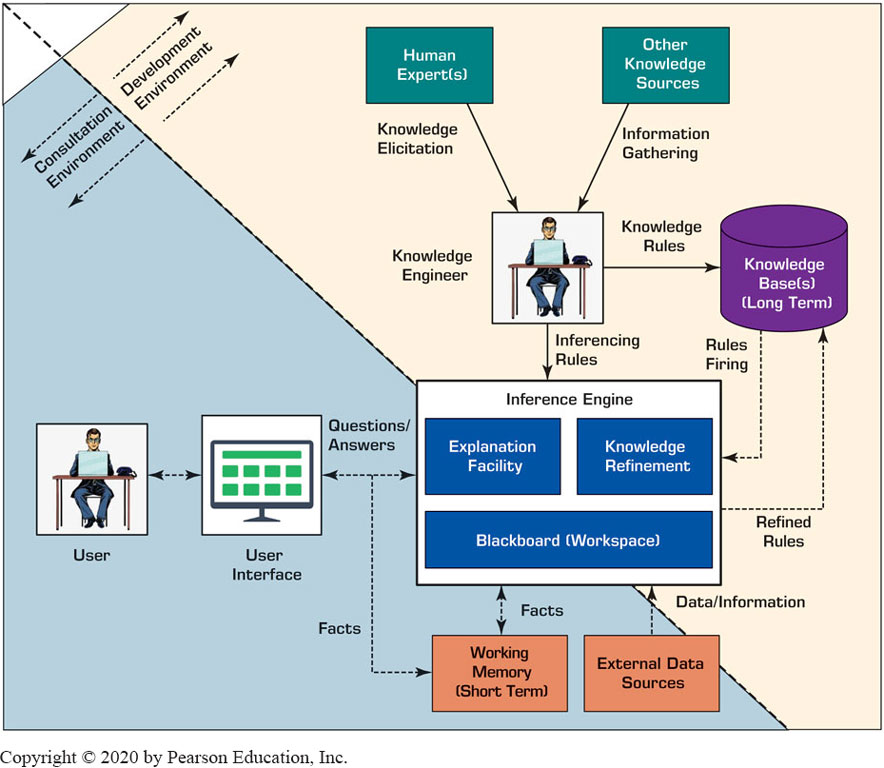 Development
Environment
Consultation
Environment
Human
Expert(s)
Other
Knowledge
Sources
Knowledge
Elicitation
Information
Gathering
Knowledge
Engineer
Knowledge
Rules
Knowledge
Base(s)
(Long Term)
Inferencing
Rules
Rules
Firing
Inference Engine
Explanation
Facility
Knowledge
Refinement
Blackboard (Workspace)
Refined
Rules
Questions/
Answers
User
User
Interface
Facts
Facts
Data/Information
Working
Memory
(Short Term)
External Data
Sources
Copyright © 2020 by Pearson Education, Inc.